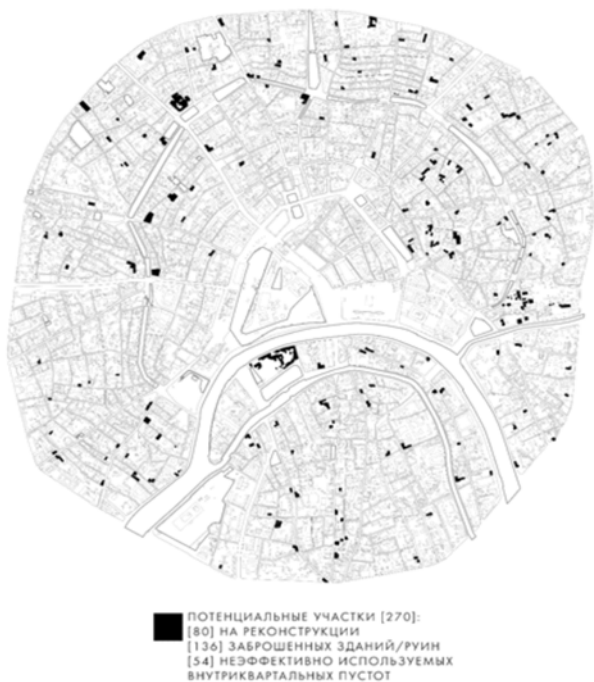 ПОТЕНЦИАЛЬНЫЕ УЧАСТКИ [270]:
[80] НА РЕКОНСТРУКЦИИ
[136] ЗАБРОШЕННЫХ ЗДАНИЙ/РУИН
[54] НЕЭФФЕКТИВНО ИСПОЛЬЗУЕМЫХ
ВНУТРИКВАРТАЛЬНЫХ ПУСТОТ